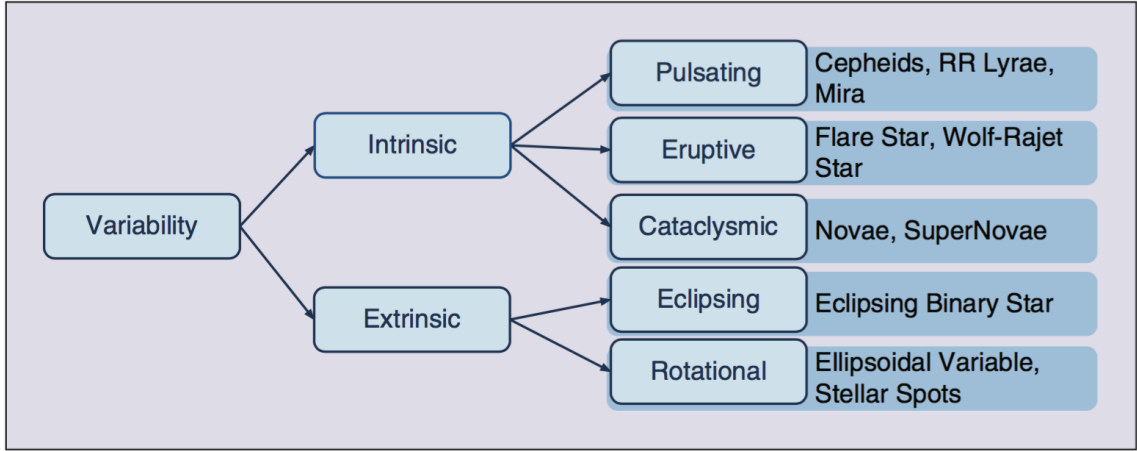 Variability
Intrinsic
Extrinsic
Pulsating
Cepheids, RR Lyrae,
Mira
Eruptive
Flare Star, Wolf-Rajet
Star
Cataclysmic
Novae, SuperNovae
Eclipsing
Eclipsing Binary Star
Rotational
Ellipsoidal Variable,
Stellar Spots